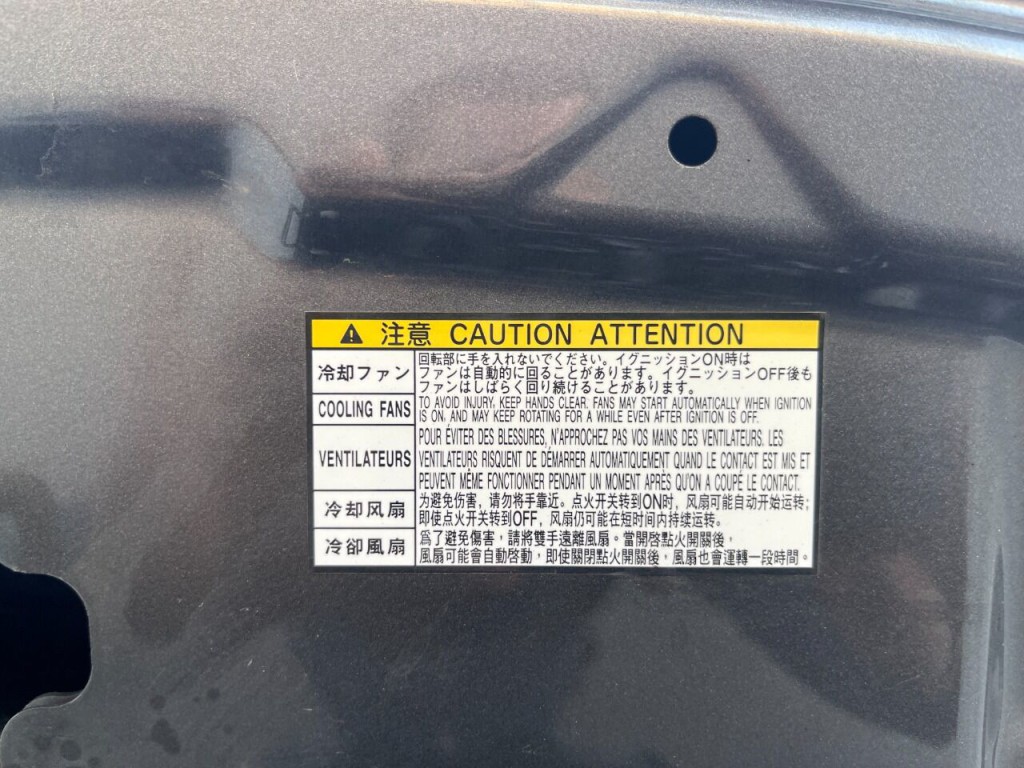 注意 CAUTION ATTENTION
冷却ファン
回転部に手を入れないでください。イグニッションON時は
ファンは自動的に回ることがあります。イグニッションOFF後も
ファンはしばらく回り続けることがあります。
COOLING FANS
TO AVOID INJURY, KEEP HANDS CLEAR. FANS MAY START AUTOMATICALLY WHEN IGNITION
IS ON, AND MAY KEEP ROTATING FOR A WHILE EVEN AFTER IGNITION IS OFF.
VENTILATEURS
POUR ÉVITER DES BLESSURES, N'APPROCHEZ PAS VOS MAINS DES VENTILATEURS. LES
VENTILATEURS RISQUENT DE DÉMARRER AUTOMATIQUEMENT QUAND LE CONTACT EST MIS ET
PEUVENT MÊME FONCTIONNER PENDANT UN MOMENT APRÈS QU'ON A COUPÉ LE CONTACT.
冷却风扇
为避免伤害，请勿将手靠近。点火开关转到ON时，风扇可能自动开始运转；
即使点火开关转到OFF，风扇仍可能在短时间内持续运转。
冷卻風扇
爲了避免傷害，請將雙手遠離風扇。當開啓點火開關後，
風扇可能會自動啓動，即使關閉點火開關後，風扇也會運轉一段時間。